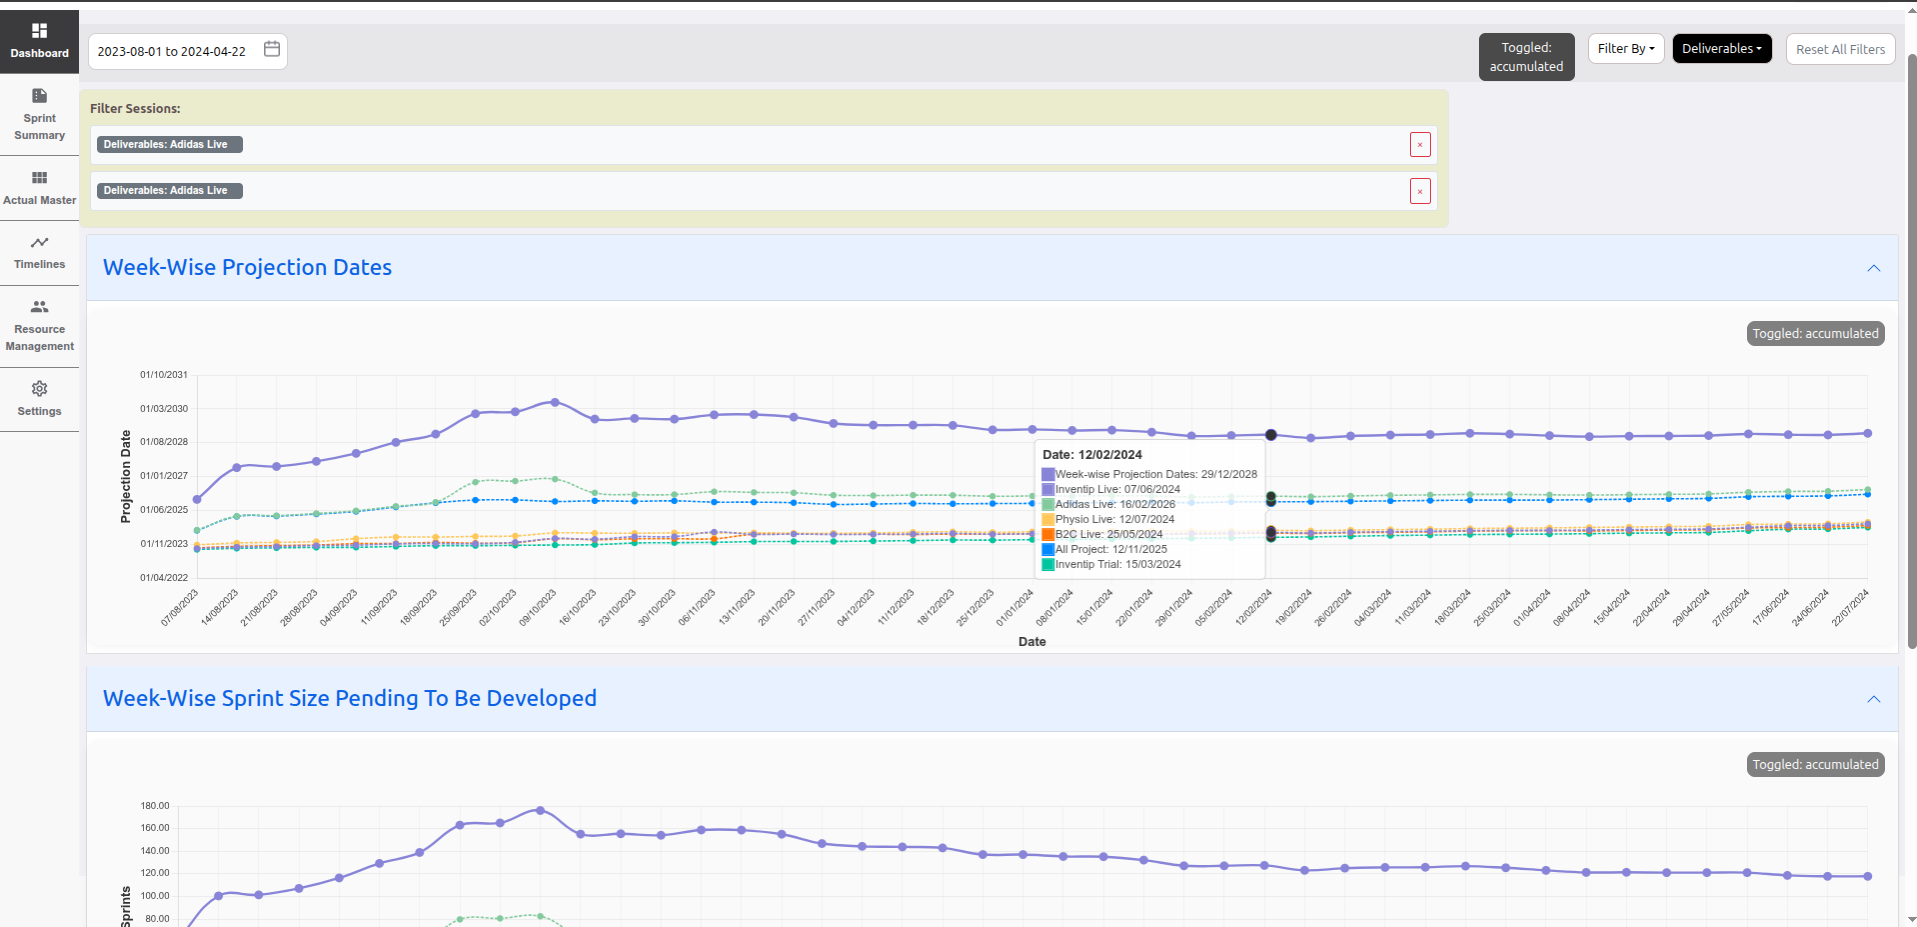 Dashboard
Sprint
Summary
Actual Master
Timelines
Resource
Management
Settings
2023-08-01 to 2024-04-22
Toggled:
accumulated
Filter By
Deliverables
Reset All Filters
Filter Sessions:
Deliverables: Adidas Live
×
Deliverables: Adidas Live
×
Week-Wise Projection Dates
Toggled: accumulated
Projection Date
01/10/2031
01/03/2030
01/08/2028
01/01/2027
01/06/2025
01/11/2023
01/04/2022
Date: 12/02/2024
Week-wise Projection Dates: 29/12/2028
Inventip Live: 07/06/2024
Adidas Live: 16/02/2026
Physio Live: 12/07/2024
B2C Live: 25/05/2024
All Project: 12/11/2025
Inventip Trial: 15/03/2024
07/08/2023
14/08/2023
21/08/2023
28/08/2023
04/09/2023
11/09/2023
18/09/2023
25/09/2023
02/10/2023
09/10/2023
16/10/2023
23/10/2023
30/10/2023
06/11/2023
13/11/2023
20/11/2023
27/11/2023
04/12/2023
11/12/2023
18/12/2023
25/12/2023
01/01/2024
08/01/2024
15/01/2024
22/01/2024
29/01/2024
05/02/2024
12/02/2024
19/02/2024
26/02/2024
04/03/2024
11/03/2024
18/03/2024
25/03/2024
01/04/2024
08/04/2024
15/04/2024
22/04/2024
29/04/2024
27/05/2024
17/06/2024
24/06/2024
22/07/2024
Date
Week-Wise Sprint Size Pending To Be Developed
Toggled: accumulated
180.00
160.00
140.00
120.00
100.00
80.00
Sprints